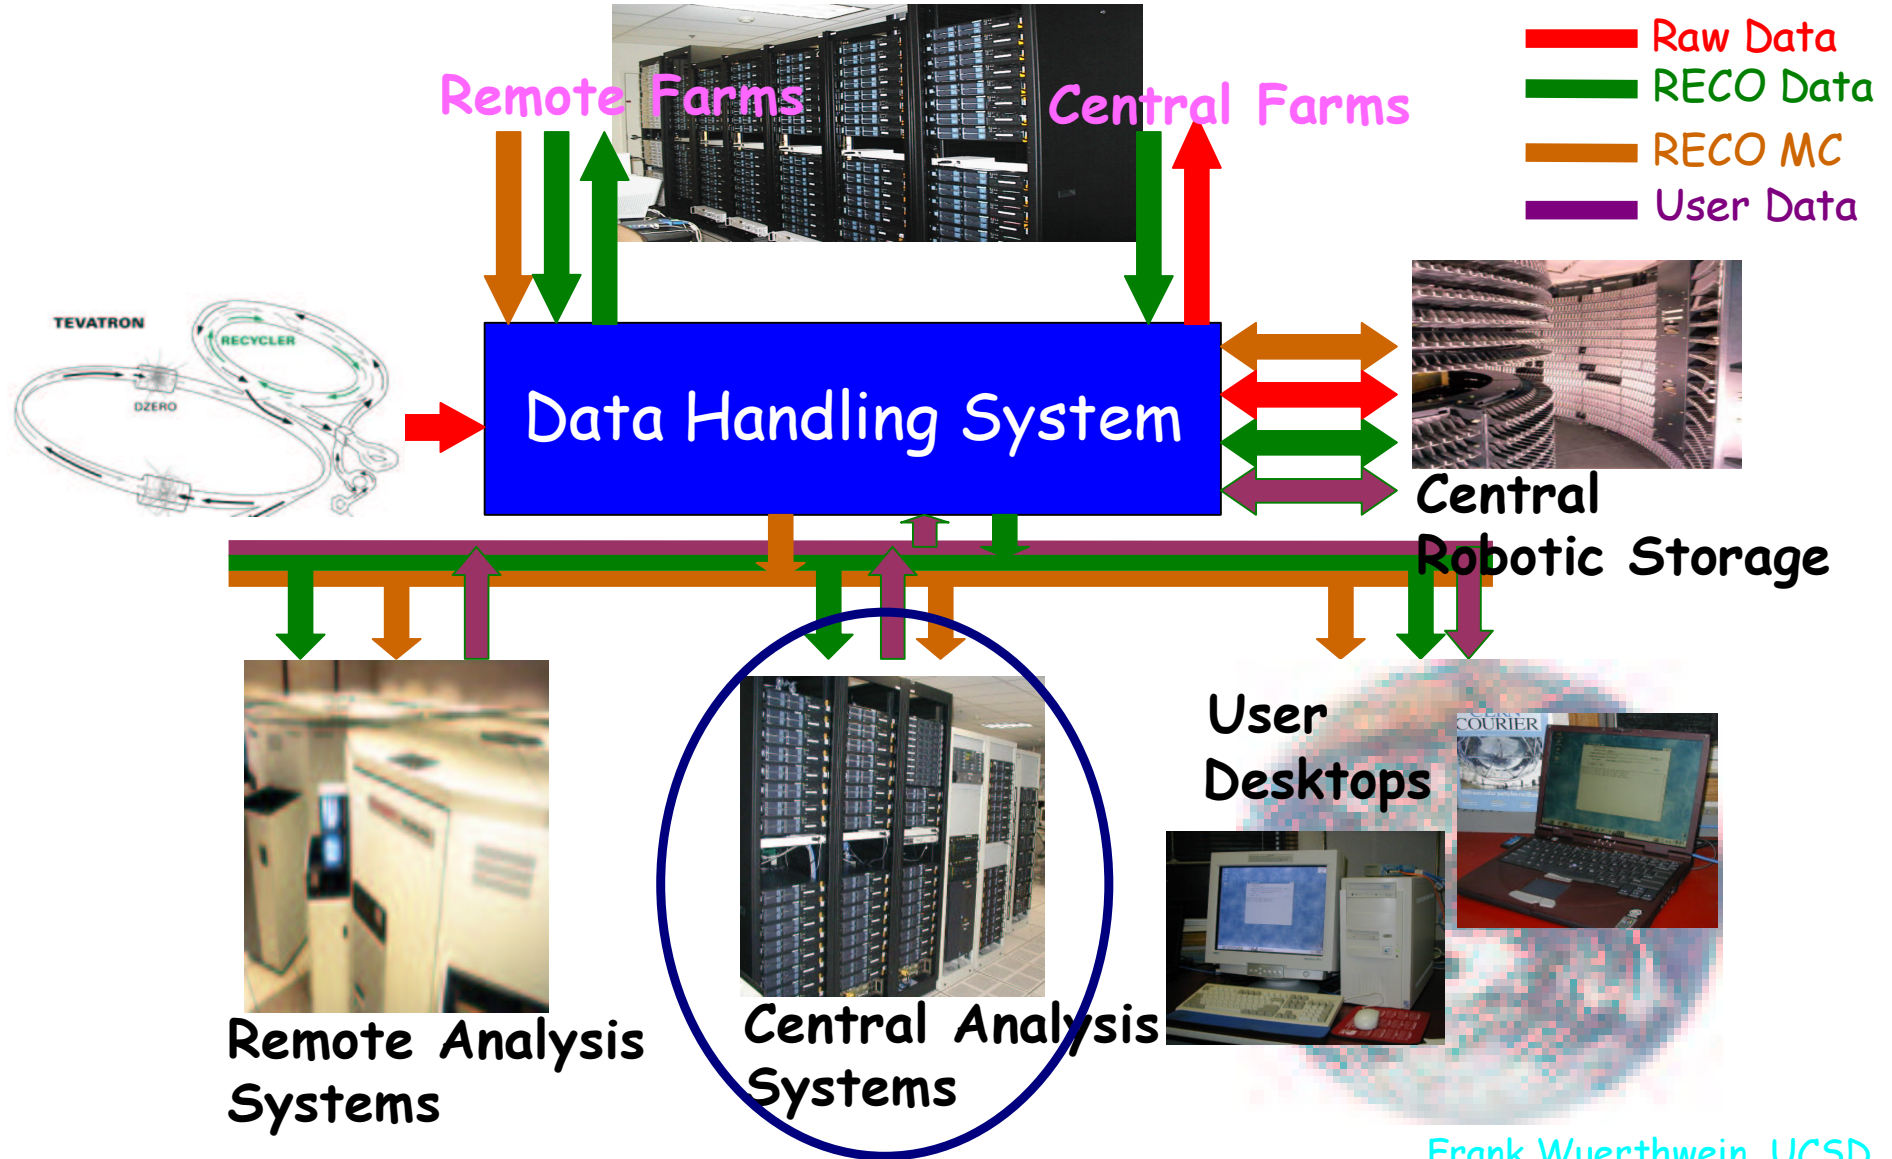 Raw Data
Remote Farms
Central Farms
RECO Data
RECO MC
User Data
TEVATRON
RECYCLER
DZERO
Data Handling System
Central
Robotic Storage
User
Desktops
COURIER
Remote Analysis
Systems
Central Analysis
Systems
Frank Wuerthwein, UCSD